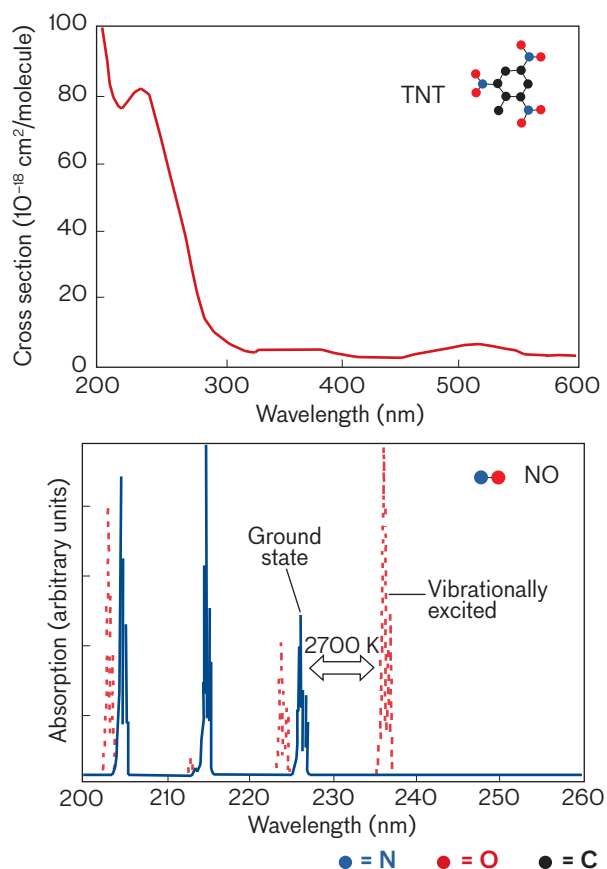 100
80
60
40
20
0
Cross section (10⁻¹⁸ cm²/molecule)
TNT
200
300
400
500
600
Wavelength (nm)
Absorption (arbitrary units)
NO
Ground
state
Vibrationally
excited
2700 K
200
210
220
230
240
250
260
Wavelength (nm)
= N
= O
= C